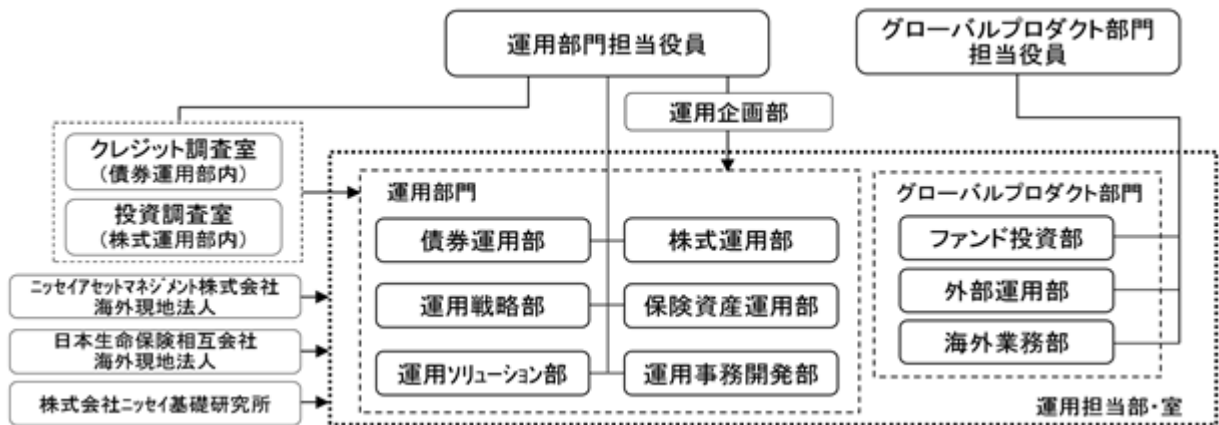 運用部門担当役員
グローバルプロダクト部門
担当役員
運用企画部
クレジット調査室
(債券運用部内)
投資調査室
(株式運用部内)
ニッセイアセットマネジメント株式会社
海外現地法人
日本生命保険相互会社
海外現地法人
株式会社ニッセイ基礎研究所
運用部門
債券運用部
株式運用部
運用戦略部
保険資産運用部
運用ソリューション部
運用事務開発部
グローバルプロダクト部門
ファンド投資部
外部運用部
海外業務部
運用担当部・室